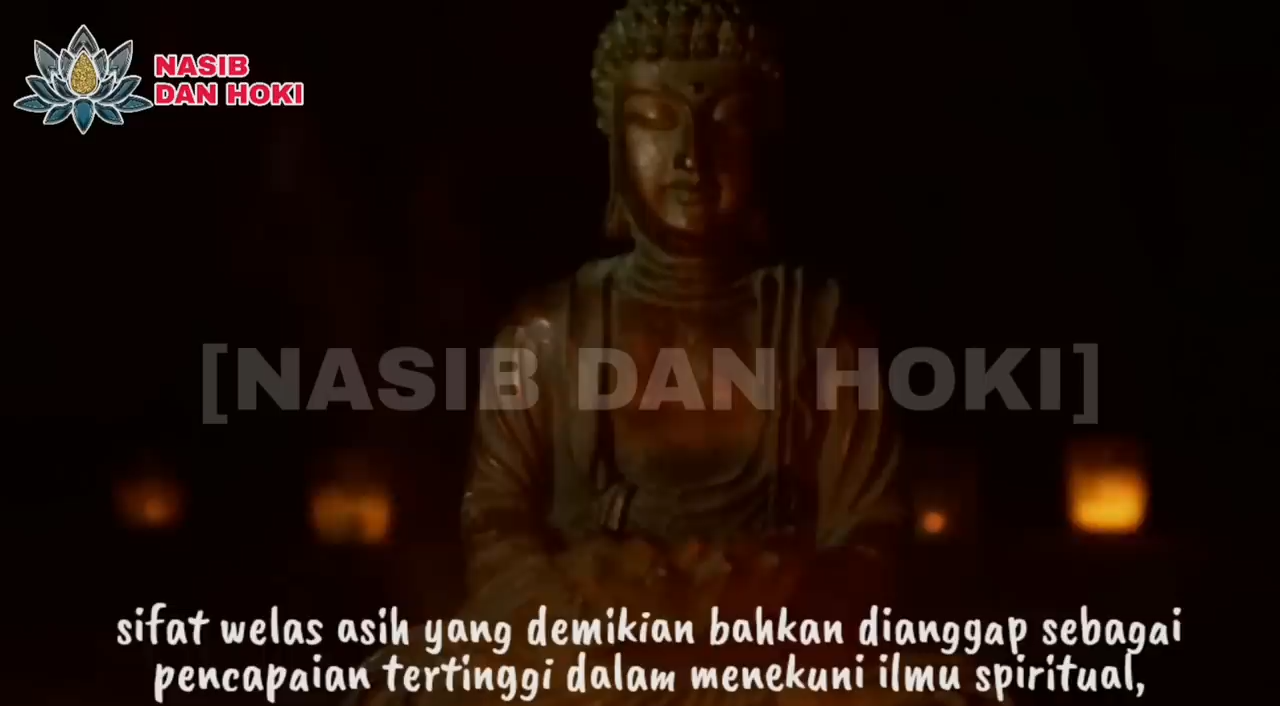 NASIB
DAN HOKI
[NASIB DAN HOKI]
sifat welas asih yang demikian bahkan dianggap sebagai
pencapaian tertinggi dalam menekuni ilmu spiritual,